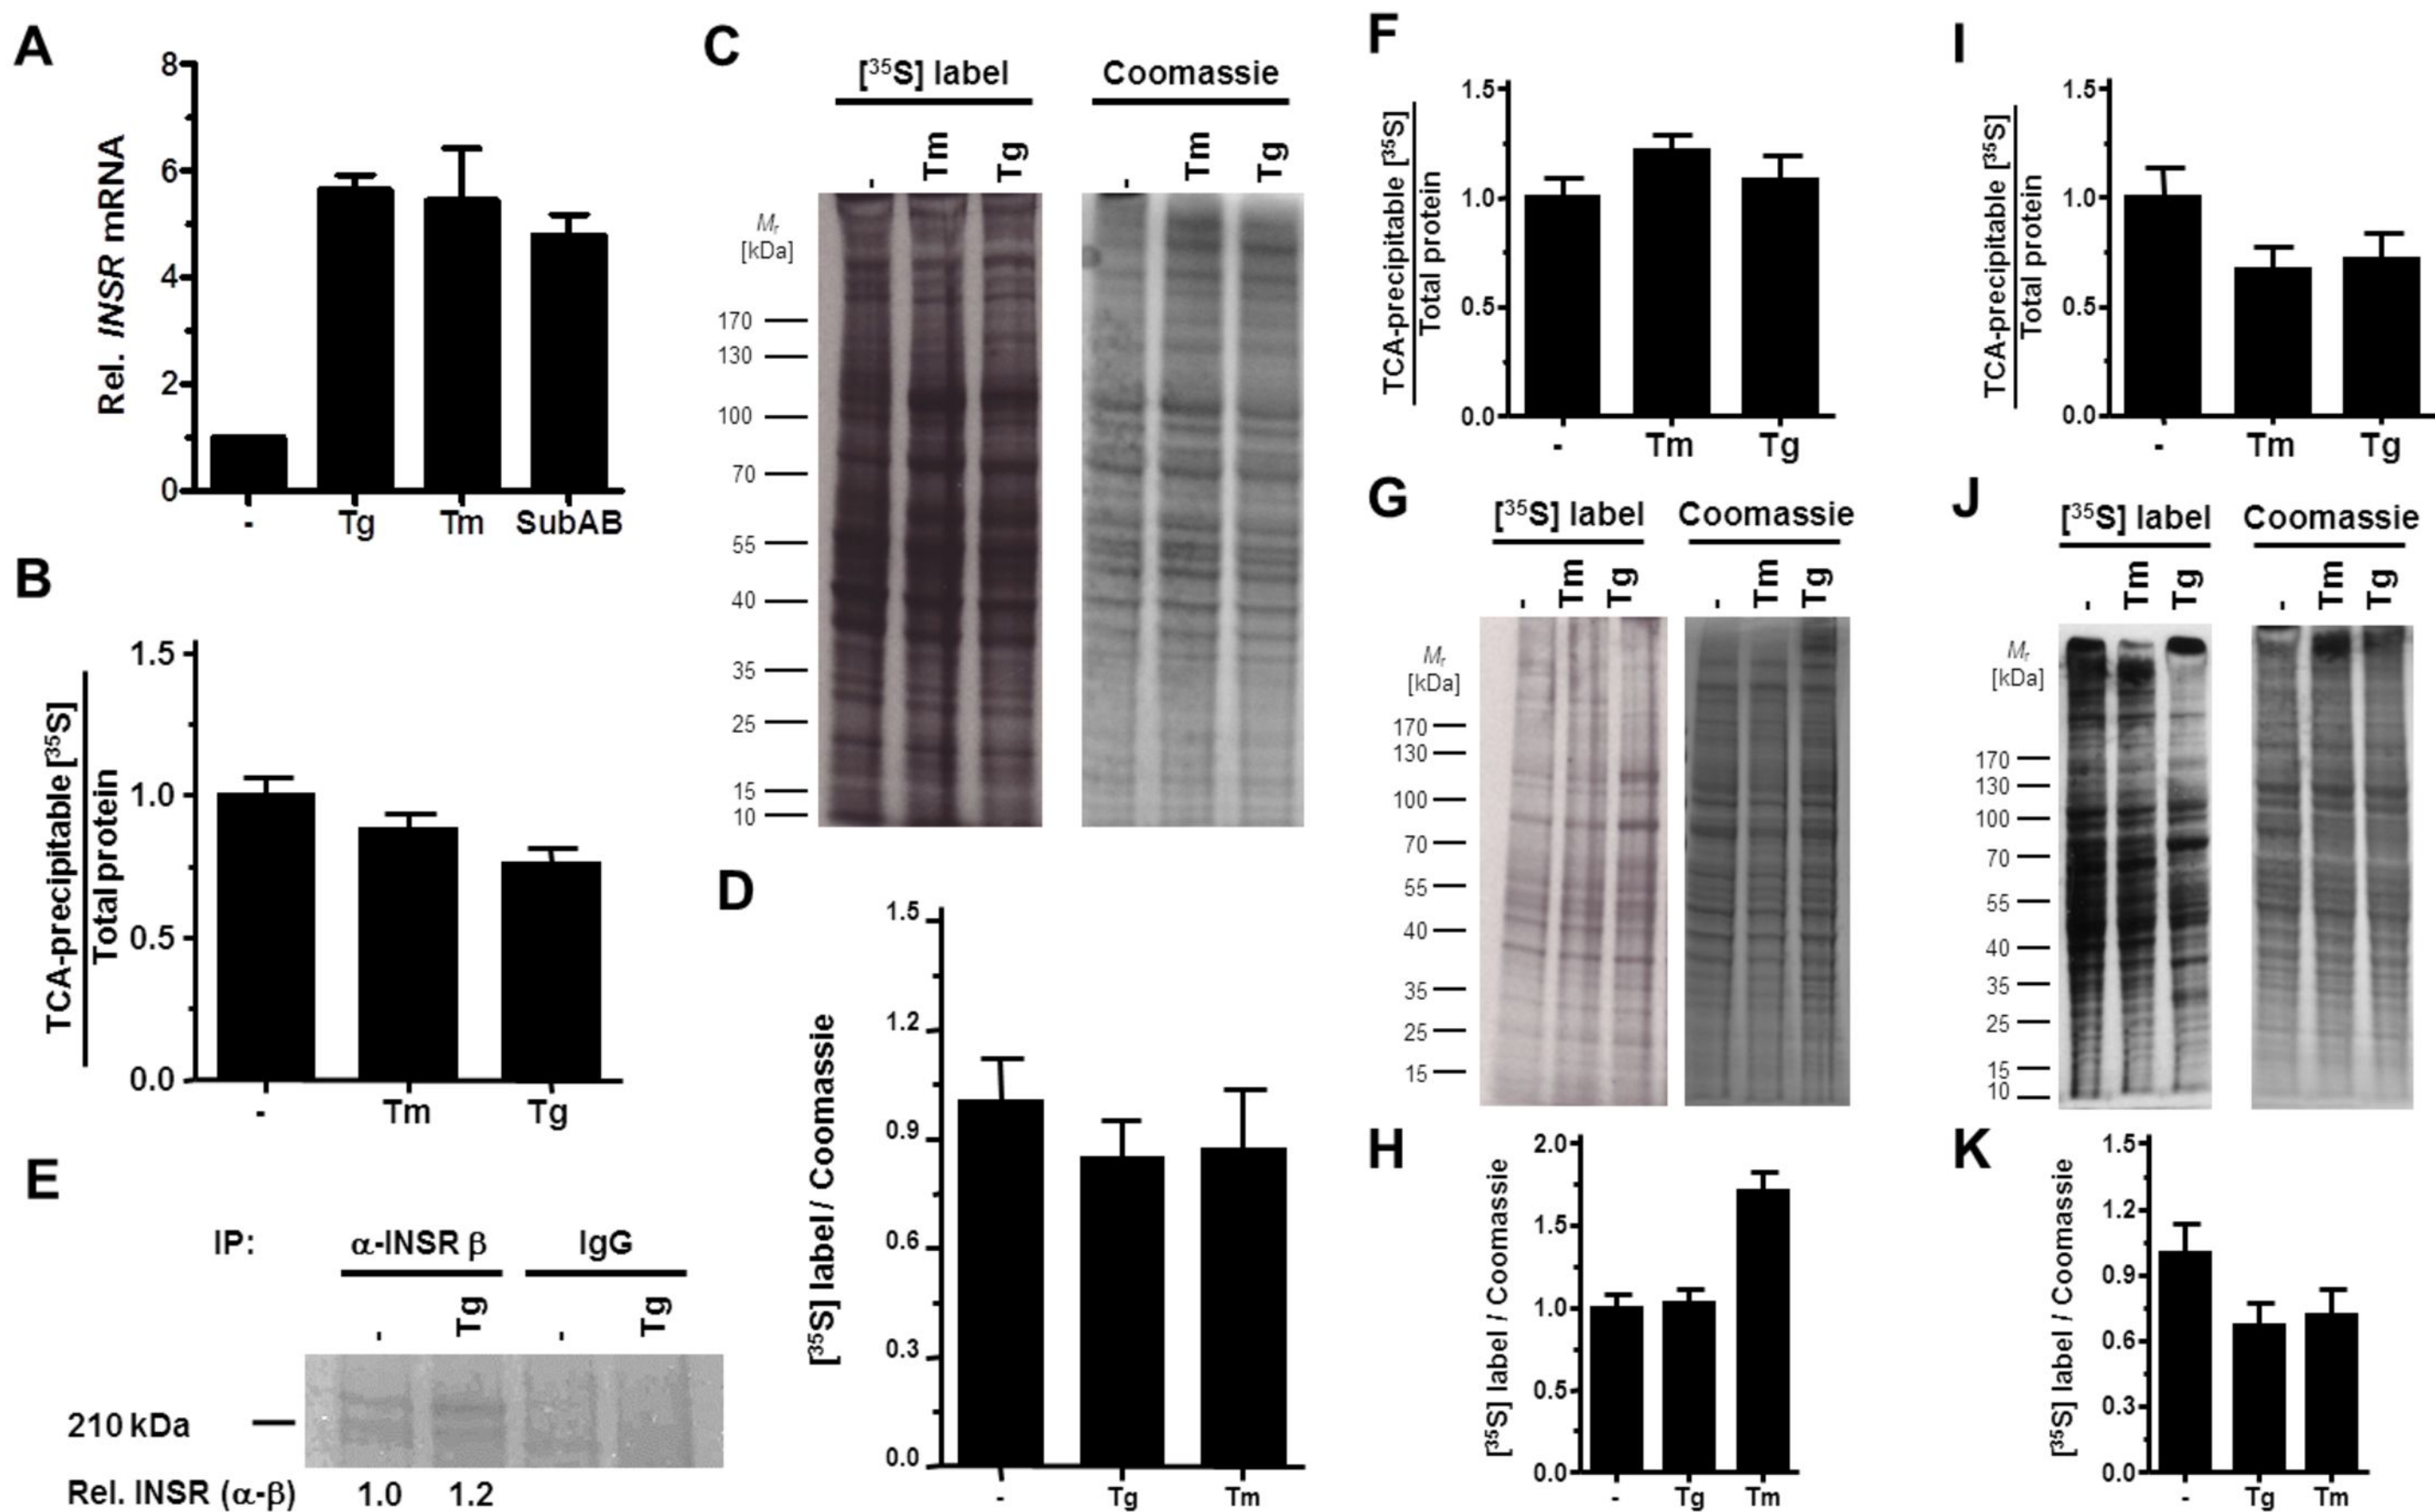 A
Rel. INSR mRNA
8
6
4
2
0
-
Tg
Tm
SubAB
B
TCA-precipitable [³⁵S]
Total protein
1.5
1.0
0.5
0.0
-
Tm
Tg
C
[³⁵S] label
Coomassie
-
Tm
Tg
-
Tm
Tg
Mᵣ
[kDa]
170
130
100
70
55
40
35
25
15
10
D
[³⁵S] label / Coomassie
1.5
1.2
0.9
0.6
0.3
0.0
-
Tg
Tm
E
IP:
α-INSR β
IgG
-
Tg
-
Tg
210 kDa
Rel. INSR (α-β)
1.0
1.2
F
TCA-precipitable [³⁵S]
Total protein
1.5
1.0
0.5
0.0
-
Tm
Tg
G
[³⁵S] label
Coomassie
-
Tm
Tg
-
Tm
Tg
Mᵣ
[kDa]
170
130
100
70
55
40
35
25
15
H
[³⁵S] label / Coomassie
2.0
1.5
1.0
0.5
0.0
-
Tg
Tm
I
TCA-precipitable [³⁵S]
Total protein
1.5
1.0
0.5
0.0
-
Tm
Tg
J
[³⁵S] label
Coomassie
-
Tm
Tg
-
Tm
Tg
Mᵣ
[kDa]
170
130
100
70
55
40
35
25
15
10
K
[³⁵S] label / Coomassie
1.5
1.2
0.9
0.6
0.3
0.0
-
Tg
Tm